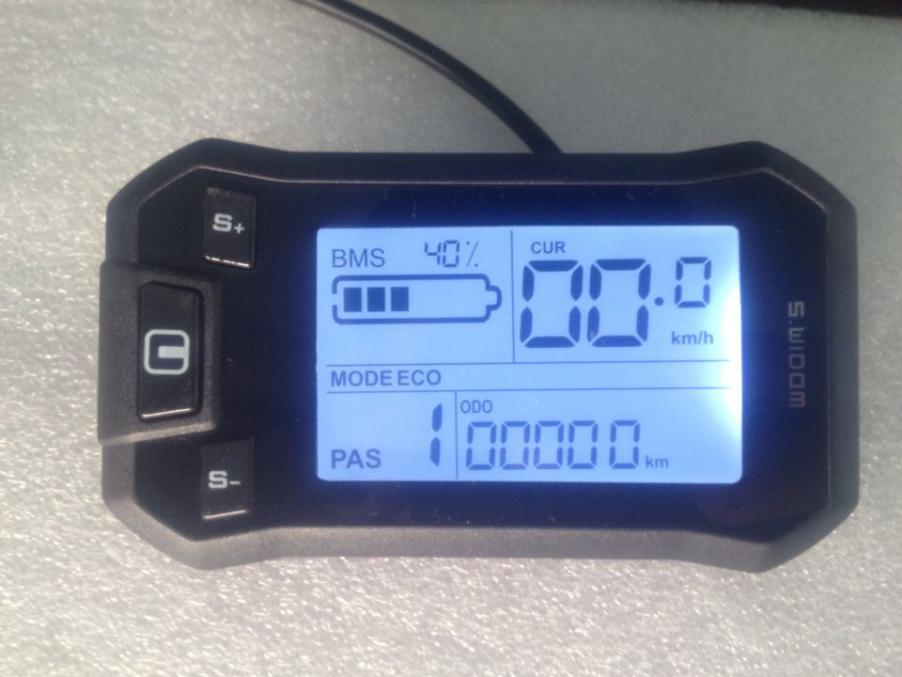 S+
S-
BMS 40%
CUR
00.0
km/h
MODE ECO
PAS 1
ODO
00000 km
S.WIDOM